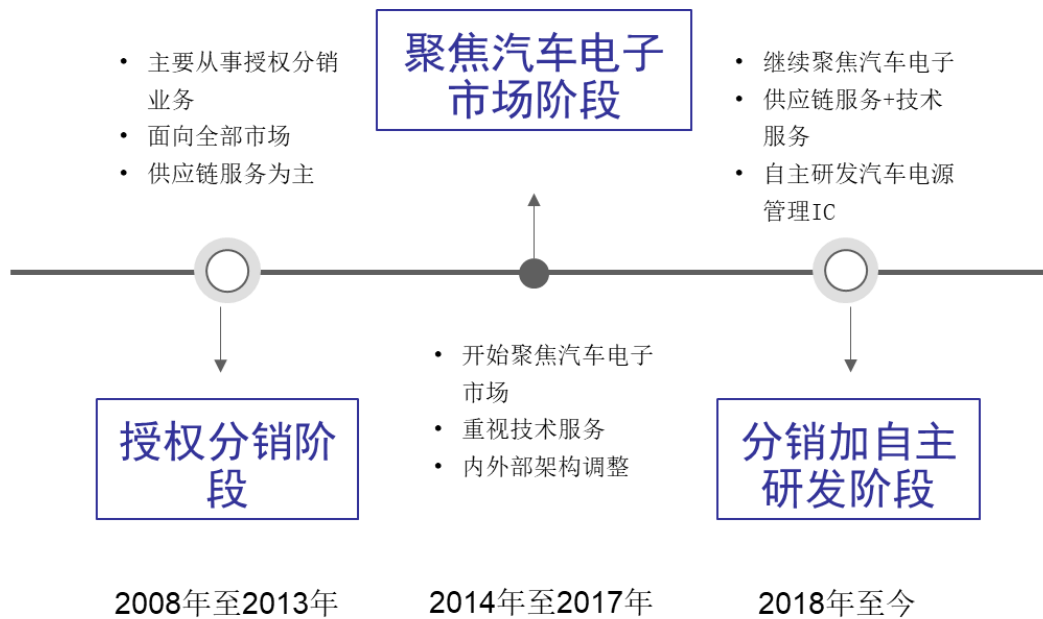 • 主要从事授权分销
业务
• 面向全部市场
• 供应链服务为主
聚焦汽车电子
市场阶段
• 继续聚焦汽车电子
• 供应链服务+技术
服务
• 自主研发汽车电源
管理IC
授权分销阶
段
• 开始聚焦汽车电子
市场
• 重视技术服务
• 内外部架构调整
分销加自主
研发阶段
2008年至2013年
2014年至2017年
2018年至今